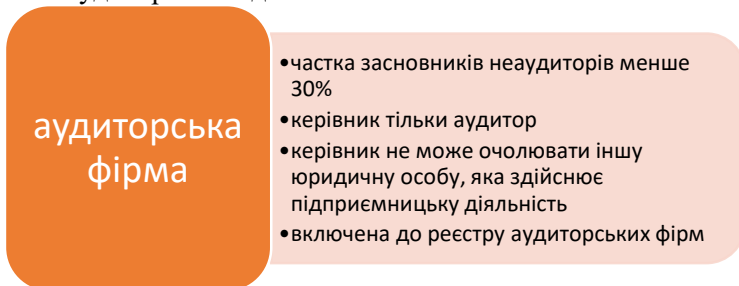 аудиторська
фірма
•частка засновників неаудиторів менше
30%
•керівник тільки аудитор
•керівник не може очолювати іншу
юридичну особу, яка здійснює
підприємницьку діяльність
•включена до реєстру аудиторських фірм